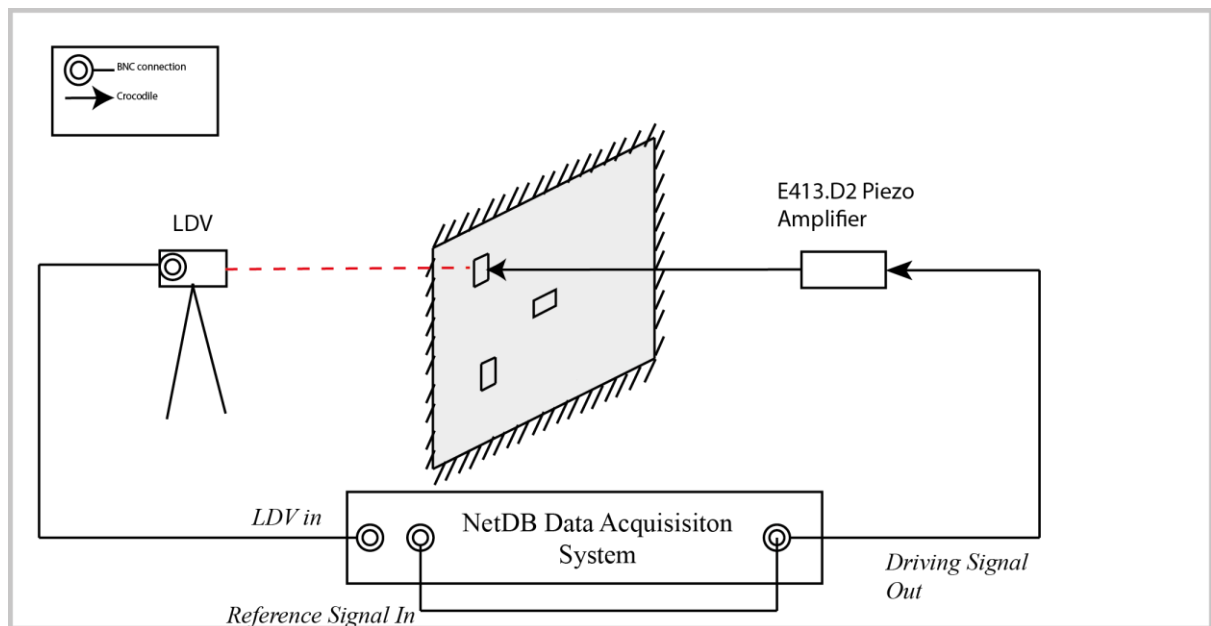 BNC connection
Crocodile
E413.D2 Piezo
Amplifier
LDV
LDV in
NetDB Data Acquisisiton
System
Driving Signal
Out
Reference Signal In